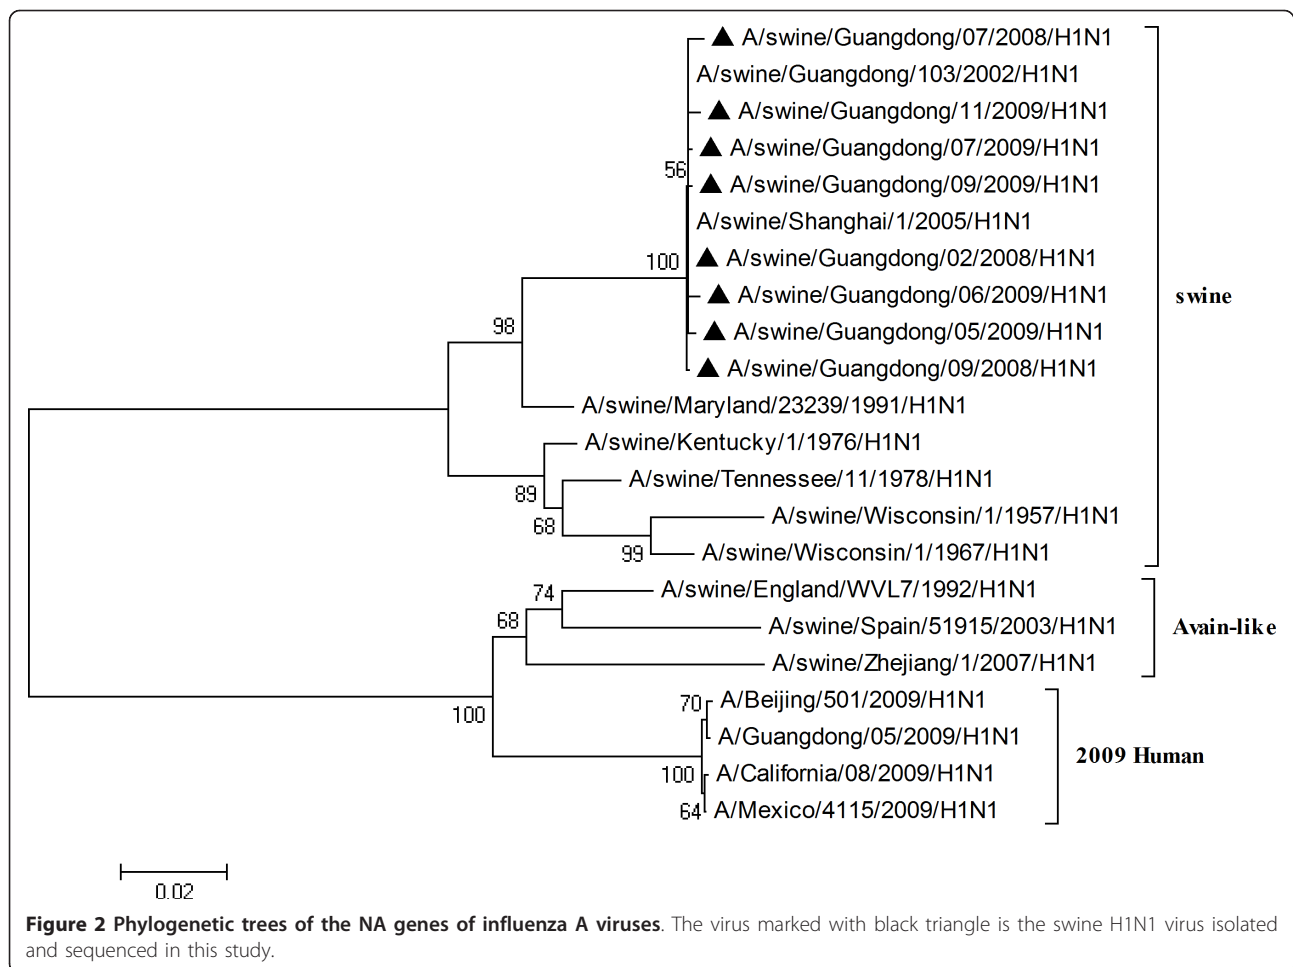 A/swine/Guangdong/07/2008/H1N1
A/swine/Guangdong/103/2002/H1N1
A/swine/Guangdong/11/2009/H1N1
A/swine/Guangdong/07/2009/H1N1
56
A/swine/Guangdong/09/2009/H1N1
A/swine/Shanghai/1/2005/H1N1
A/swine/Guangdong/02/2008/H1N1
100
A/swine/Guangdong/06/2009/H1N1
swine
A/swine/Guangdong/05/2009/H1N1
98
A/swine/Guangdong/09/2008/H1N1
A/swine/Maryland/23239/1991/H1N1
A/swine/Kentucky/1/1976/H1N1
A/swine/Tennessee/11/1978/H1N1
89
A/swine/Wisconsin/1/1957/H1N1
68
A/swine/Wisconsin/1/1967/H1N1
99
A/swine/England/WVL7/1992/H1N1
74
A/swine/Spain/51915/2003/H1N1
68
Avain-like
A/swine/Zhejiang/1/2007/H1N1
A/Beijing/501/2009/H1N1
70
100
A/Guangdong/05/2009/H1N1
2009 Human
A/California/08/2009/H1N1
100
A/Mexico/4115/2009/H1N1
64
0.02
Figure 2 Phylogenetic trees of the NA genes of influenza A viruses. The virus marked with black triangle is the swine H1N1 virus isolated
and sequenced in this study.